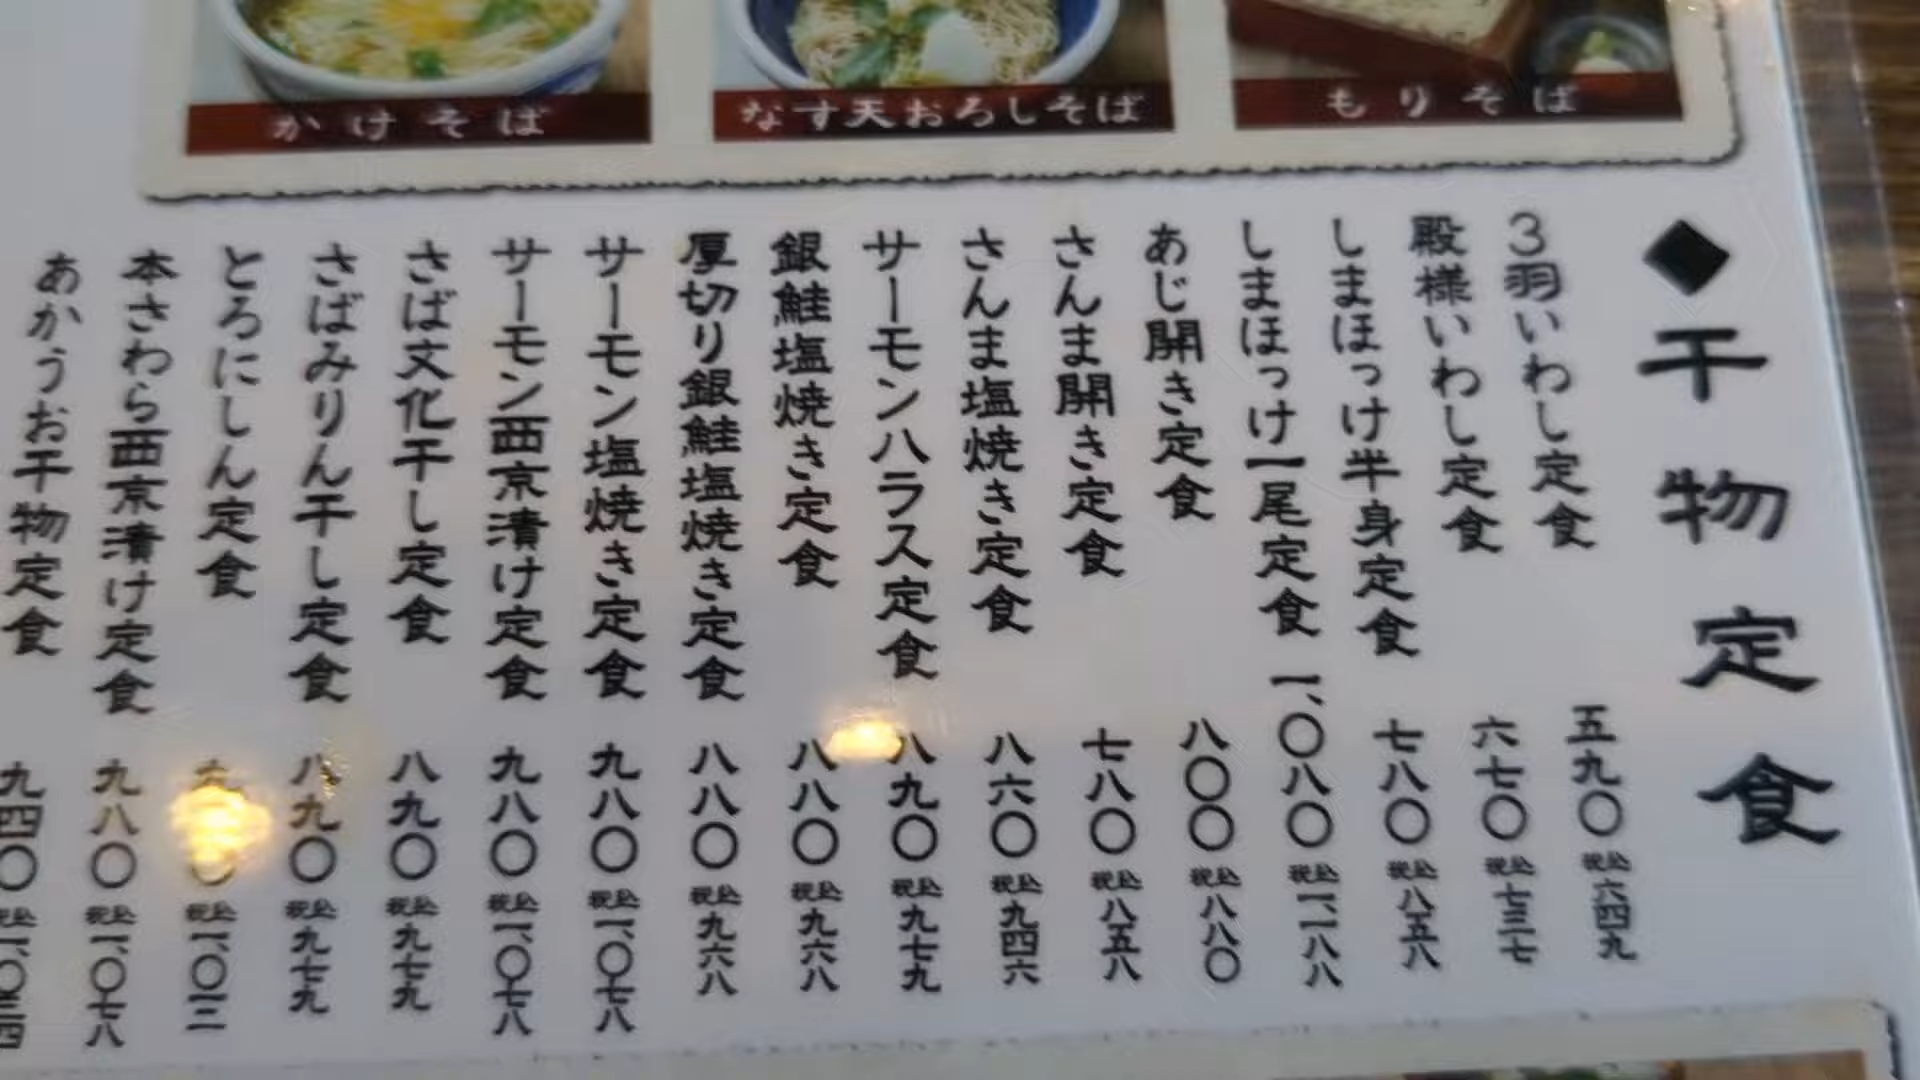 かけそば
なす天おろしそば
もりそば
◆干物定食
3羽いわし定食 五九〇 税込六四九
殿様いわし定食 六七〇 税込七三七
しまほっけ半身定食 七八〇 税込八五八
しまほっけ一尾定食 一、〇八〇 税込一、一八八
あじ開き定食 八〇〇 税込八八〇
さんま開き定食 七八〇 税込八五八
さんま塩焼き定食 八六〇 税込九四六
サーモンハラス定食 八九〇 税込九七九
銀鮭塩焼き定食 八八〇 税込九六八
厚切り銀鮭塩焼き定食 八八〇 税込九六八
サーモン塩焼き定食 九八〇 税込一、〇七八
サーモン西京漬け定食 九八〇 税込一、〇七八
さば文化干し定食 八九〇 税込九七九
さばみりん干し定食 八九〇 税込九七九
とろにしん定食 税込一、〇一二
本さわら西京漬け定食 九八〇 税込一、〇七八
あかうお干物定食 九四〇 税込一、〇三四